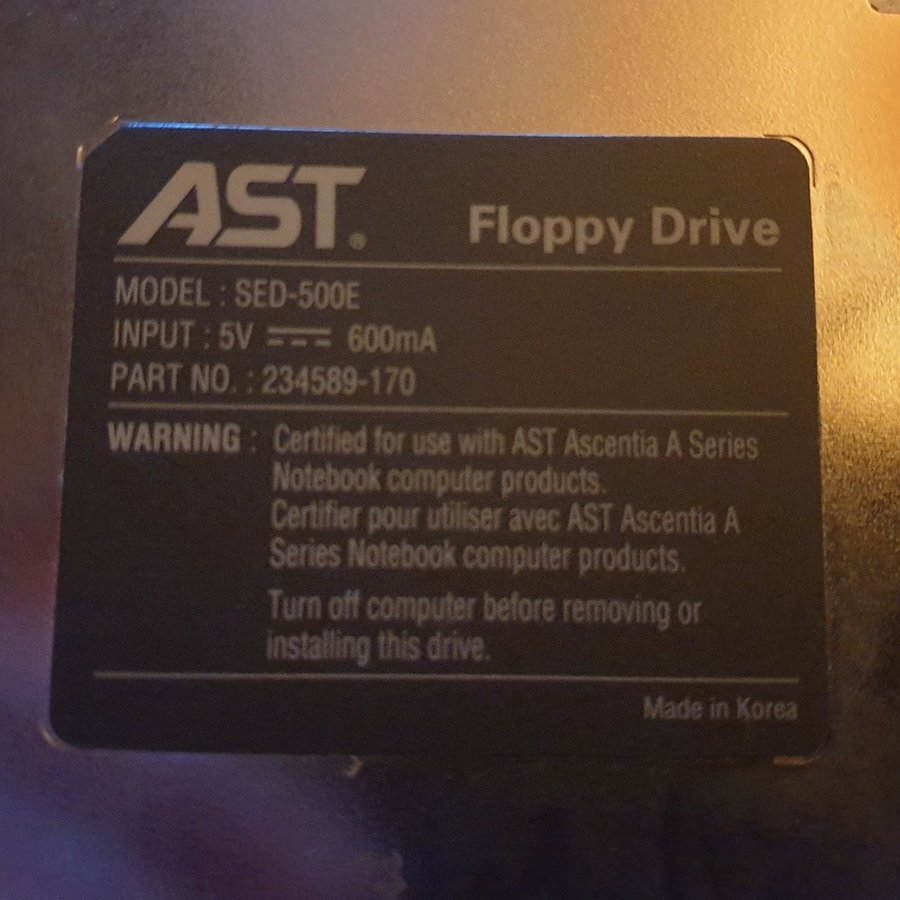 AST®
Floppy Drive
MODEL : SED-500E
INPUT : 5V ⎓ 600mA
PART NO. : 234589-170
WARNING : Certified for use with AST Ascentia A Series
Notebook computer products.
Certifier pour utiliser avec AST Ascentia A
Series Notebook computer products.
Turn off computer before removing or
installing this drive.
Made in Korea